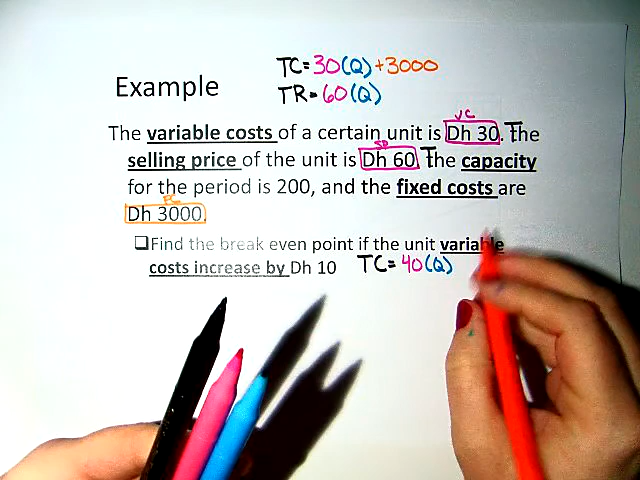 TC=30(Q)+3000
Example
TR=60(Q)
VC
The variable costs of a certain unit is Dh 30. The
SP
selling price of the unit is Dh 60. The capacity
for the period is 200, and the fixed costs are
FC
Dh 3000.
❑Find the break even point if the unit variable
costs increase by Dh 10 TC=40(Q)